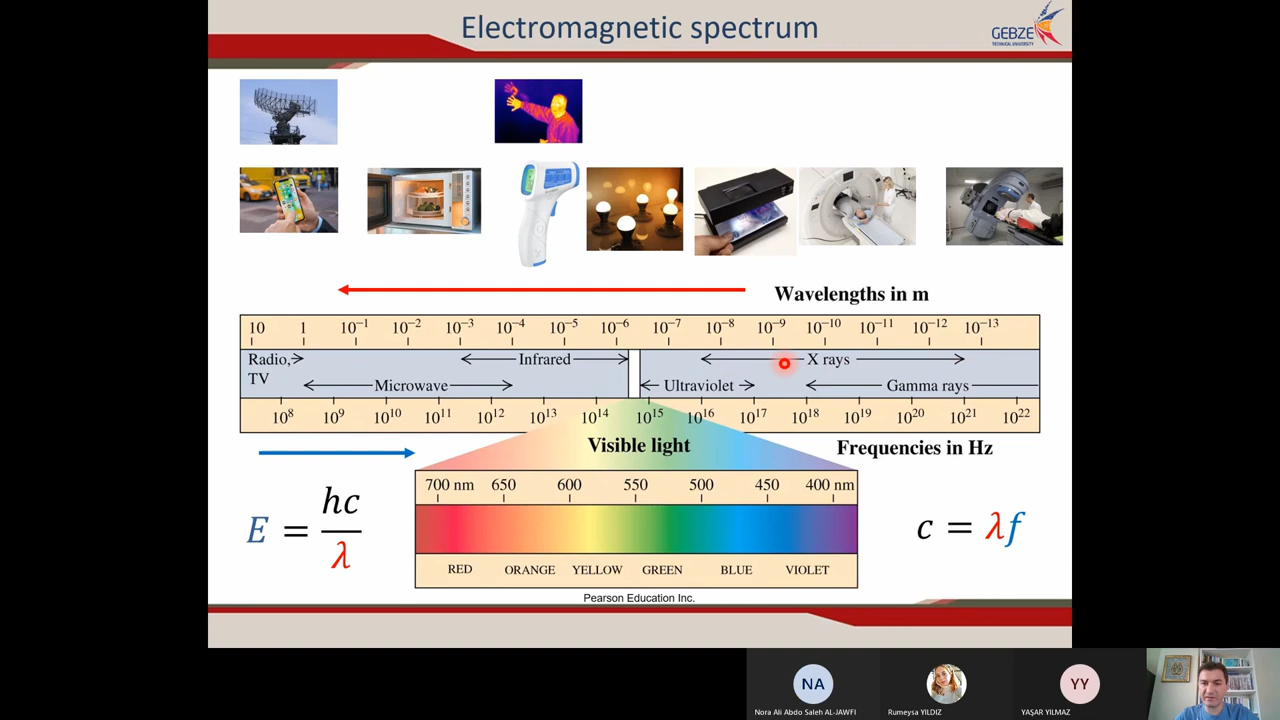 Electromagnetic spectrum
GEBZE
TECHNICAL UNIVERSITY
Wavelengths in m
10 1 10⁻¹ 10⁻² 10⁻³ 10⁻⁴ 10⁻⁵ 10⁻⁶ 10⁻⁷ 10⁻⁸ 10⁻⁹ 10⁻¹⁰ 10⁻¹¹ 10⁻¹² 10⁻¹³
Radio, Infrared X rays
TV
Microwave Ultraviolet Gamma rays
10⁸ 10⁹ 10¹⁰ 10¹¹ 10¹² 10¹³ 10¹⁴ 10¹⁵ 10¹⁶ 10¹⁷ 10¹⁸ 10¹⁹ 10²⁰ 10²¹ 10²²
Visible light
Frequencies in Hz
700 nm 650 600 550 500 450 400 nm
RED ORANGE YELLOW GREEN BLUE VIOLET
E = hc/λ
c = λf
Pearson Education Inc.
NA YY
Nora Ali Abdo Saleh AL-JAWFI Rumeysa YILDIZ YAŞAR YILMAZ